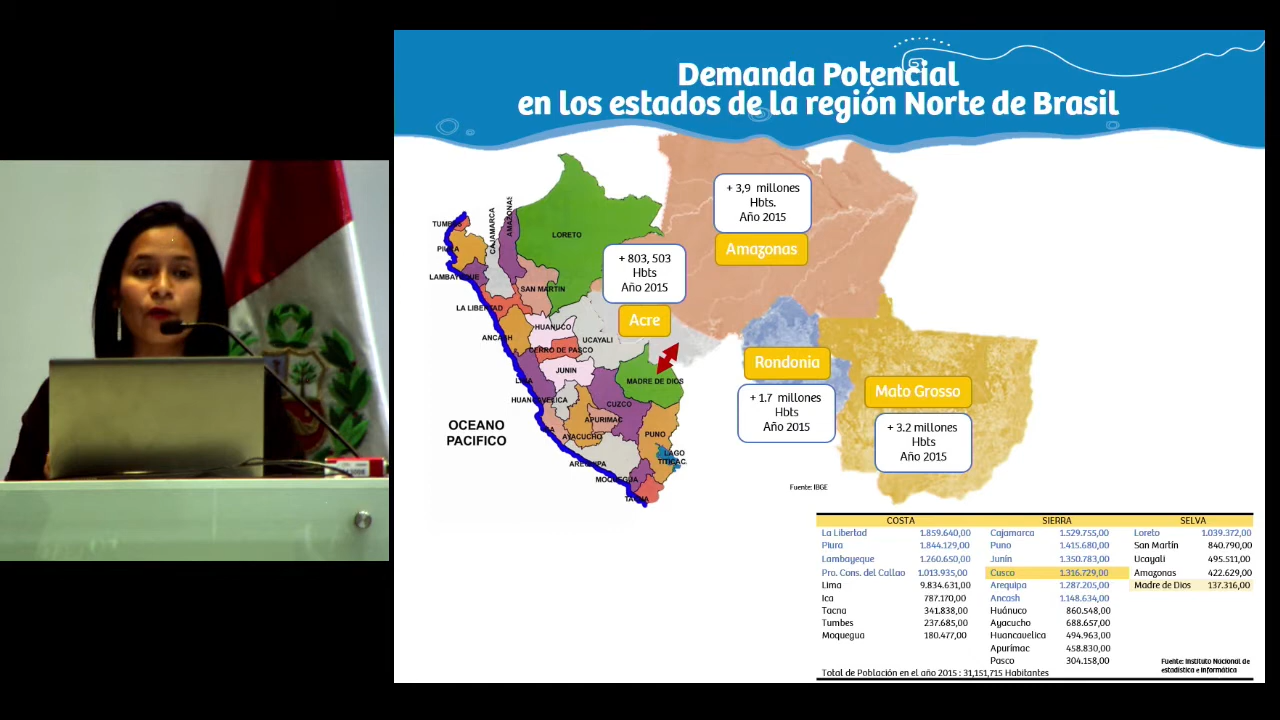 Demanda Potencial
en los estados de la región Norte de Brasil
+ 3,9 millones
Hbts.
Año 2015
Amazonas
+ 803, 503
Hbts
Año 2015
Acre
Rondonia
+ 1.7 millones
Hbts
Año 2015
Mato Grosso
+ 3.2 millones
Hbts
Año 2015
Fuente: IBGE
CAJAMARCA
AMAZONAS
LORETO
SAN MARTIN
LA LIBERTAD
HUANUCO
UCAYALI
ANCASH
CERRO DE PASCO
JUNIN
MADRE DE DIOS
CUZCO
APURIMAC
AYACUCHO
PUNO
LAGO
AREQUIPA
MOQUEGUA
OCEANO
PACIFICO
COSTA SIERRA SELVA
La Libertad 1.859.640,00 Cajamarca 1.529.755,00 Loreto 1.039.372,00
Piura 1.844.129,00 Puno 1.415.680,00 San Martín 840.790,00
Lambayeque 1.260.650,00 Junín 1.350.783,00 Ucayali 495.511,00
Pro. Cons. del Callao 1.013.935,00 Cusco 1.316.729,00 Amazonas 422.629,00
Lima 9.834.631,00 Arequipa 1.287.205,00 Madre de Dios 137.316,00
Ica 787.170,00 Ancash 1.148.634,00
Tacna 341.838,00 Huánuco 860.548,00
Tumbes 237.685,00 Ayacucho 688.657,00
Moquegua 180.477,00 Huancavelica 494.963,00
Apurímac 458.830,00
Pasco 304.158,00
Total de Población en el año 2015 : 31,151,715 Habitantes
Fuente: Instituto Nacional de
estadística e Informática